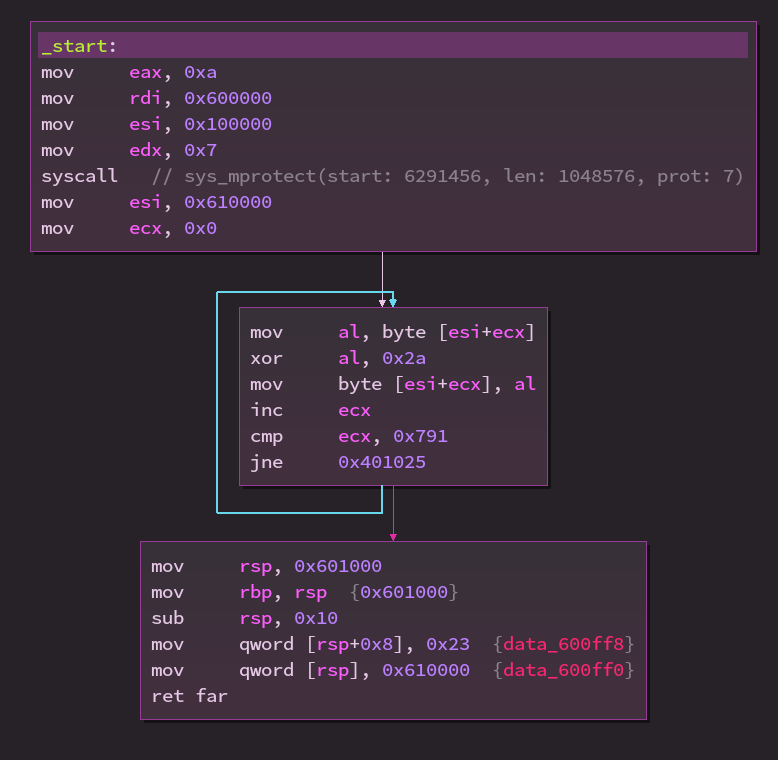 _start:
mov eax, 0xa
mov rdi, 0x600000
mov esi, 0x100000
mov edx, 0x7
syscall // sys_mprotect(start: 6291456, len: 1048576, prot: 7)
mov esi, 0x610000
mov ecx, 0x0
mov al, byte [esi+ecx]
xor al, 0x2a
mov byte [esi+ecx], al
inc ecx
cmp ecx, 0x791
jne 0x401025
mov rsp, 0x601000
mov rbp, rsp {0x601000}
sub rsp, 0x10
mov qword [rsp+0x8], 0x23 {data_600ff8}
mov qword [rsp], 0x610000 {data_600ff0}
ret far